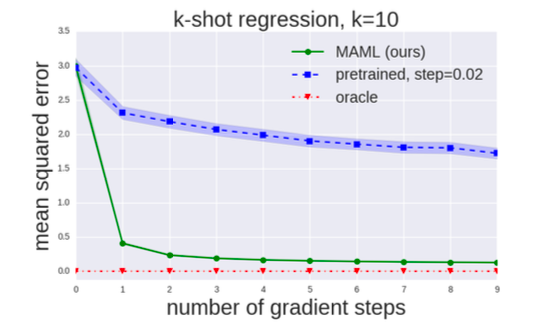 k-shot regression, k=10
3.5
3.0
2.5
2.0
1.5
1.0
0.5
0.0
mean squared error
MAML (ours)
pretrained, step=0.02
oracle
0 1 2 3 4 5 6 7 8 9
number of gradient steps